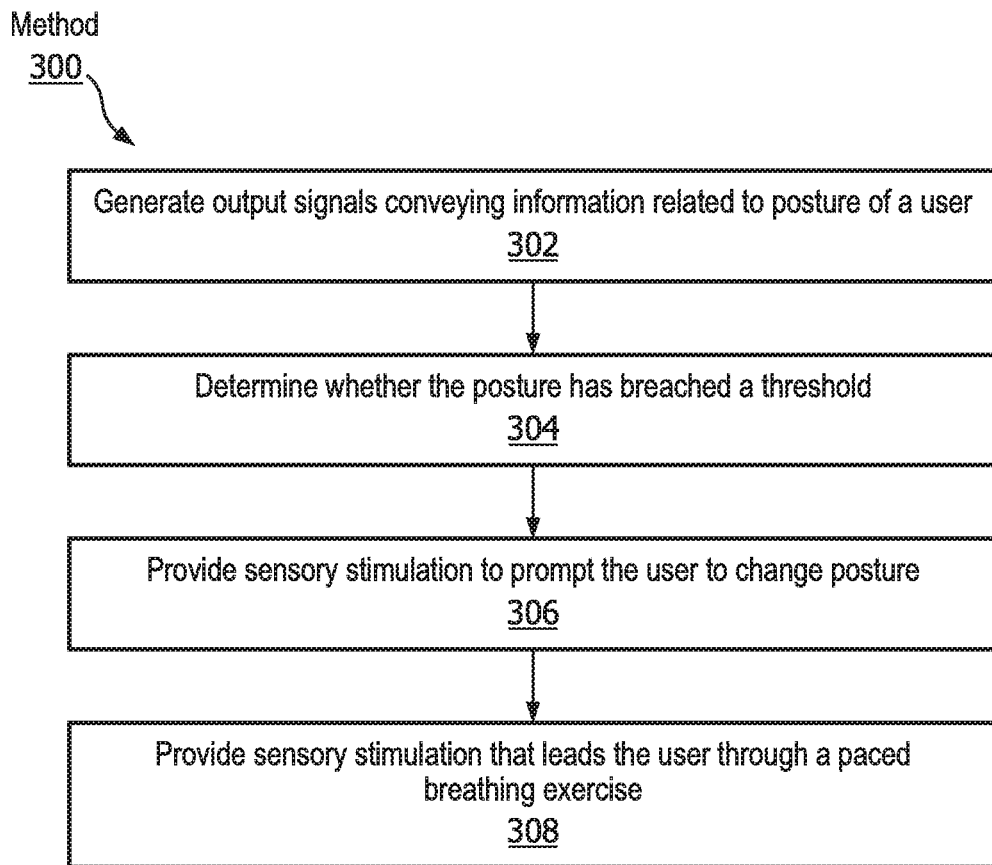 Method
300
Generate output signals conveying information related to posture of a user
302
Determine whether the posture has breached a threshold
304
Provide sensory stimulation to prompt the user to change posture
306
Provide sensory stimulation that leads the user through a paced
breathing exercise
308